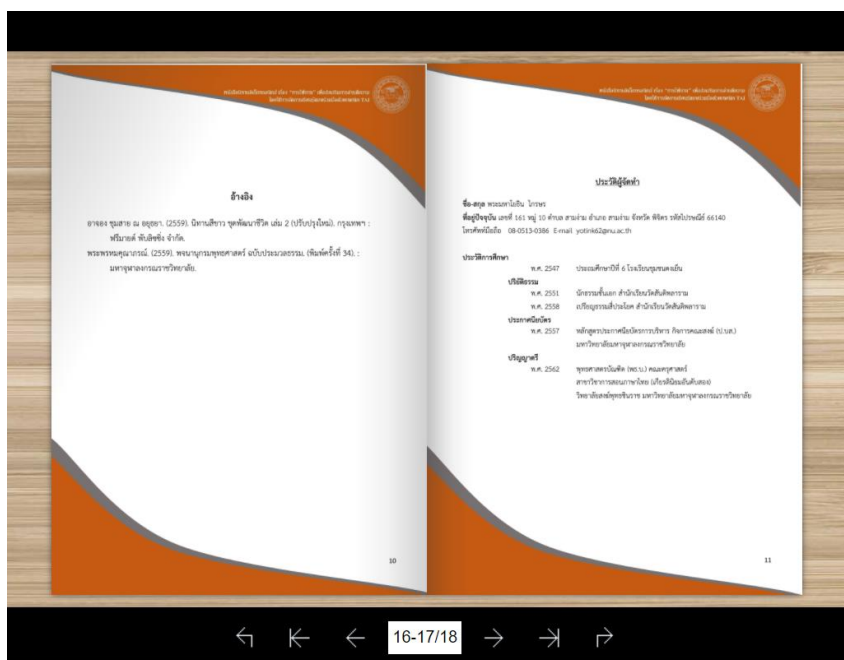 อ้างอิง
อาจอง ชุมสาย ณ อยุธยา. (2559). นิทานสีขาว ชุดพัฒนาชีวิต เล่ม 2 (ปรับปรุงใหม่). กรุงเทพฯ :
ฟรีมายด์ พับลิชชิ่ง จำกัด.
พระพรหมคุณาภรณ์. (2559). พจนานุกรมพุทธศาสตร์ ฉบับประมวลธรรม. (พิมพ์ครั้งที่ 34). :
มหาจุฬาลงกรณราชวิทยาลัย.
10
ประวัติผู้จัดทำ
ชื่อ-สกุล พระมหาโยธิน ไกรษร
ที่อยู่ปัจจุบัน เลขที่ 161 หมู่ 10 ตำบล สามง่าม อำเภอ สามง่าม จังหวัด พิจิตร รหัสไปรษณีย์ 66140
โทรศัพท์มือถือ 08-0513-0386 E-mail yotink62@nu.ac.th
ประวัติการศึกษา
พ.ศ. 2547 ประถมศึกษาปีที่ 6 โรงเรียนชุมชนดงเย็น
ปริยัติธรรม
พ.ศ. 2551 นักธรรมชั้นเอก สำนักเรียนวัดสันติพลาราม
พ.ศ. 2558 เปรียญธรรมสี่ประโยค สำนักเรียนวัดสันติพลาราม
ประกาศนียบัตร
พ.ศ. 2557 หลักสูตรประกาศนียบัตรการบริหาร กิจการคณะสงฆ์ (ป.บส.)
มหาวิทยาลัยมหาจุฬาลงกรณราชวิทยาลัย
ปริญญาตรี
พ.ศ. 2562 พุทธศาสตรบัณฑิต (พธ.บ.) คณะครุศาสตร์
สาขาวิชาการสอนภาษาไทย (เกียรตินิยมอันดับสอง)
วิทยาลัยสงฆ์พุทธชินราช มหาวิทยาลัยมหาจุฬาลงกรณราชวิทยาลัย
11
16-17/18